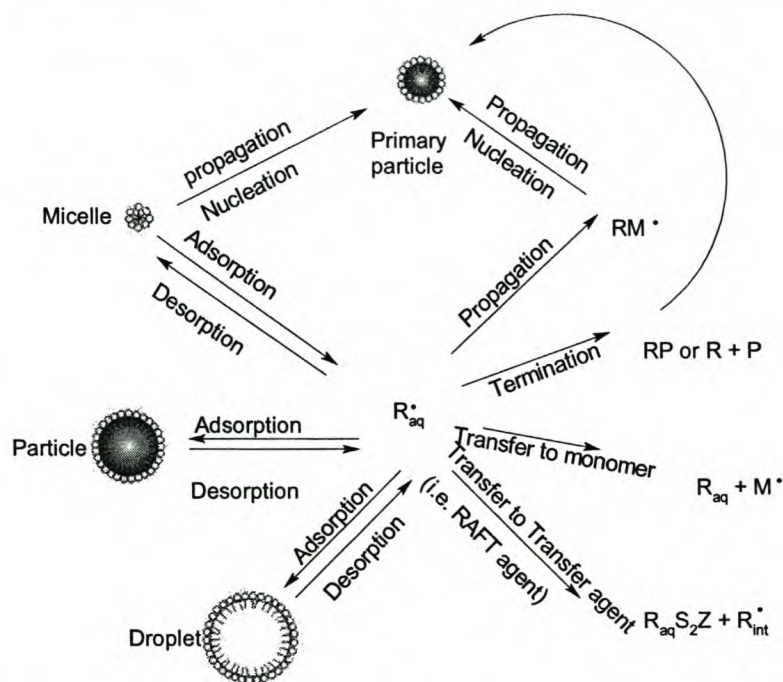 propagation
Nucleation
Primary
particle
Propagation
Nucleation
Micelle
Adsorption
Desorption
RM •
Propagation
Termination
RP or R + P
R•aq
Adsorption
Desorption
Particle
Transfer to monomer
Raq + M•
Adsorption
Desorption
Transfer to Transfer agent
(i.e. RAFT agent)
Droplet
RaqS2Z + R•int